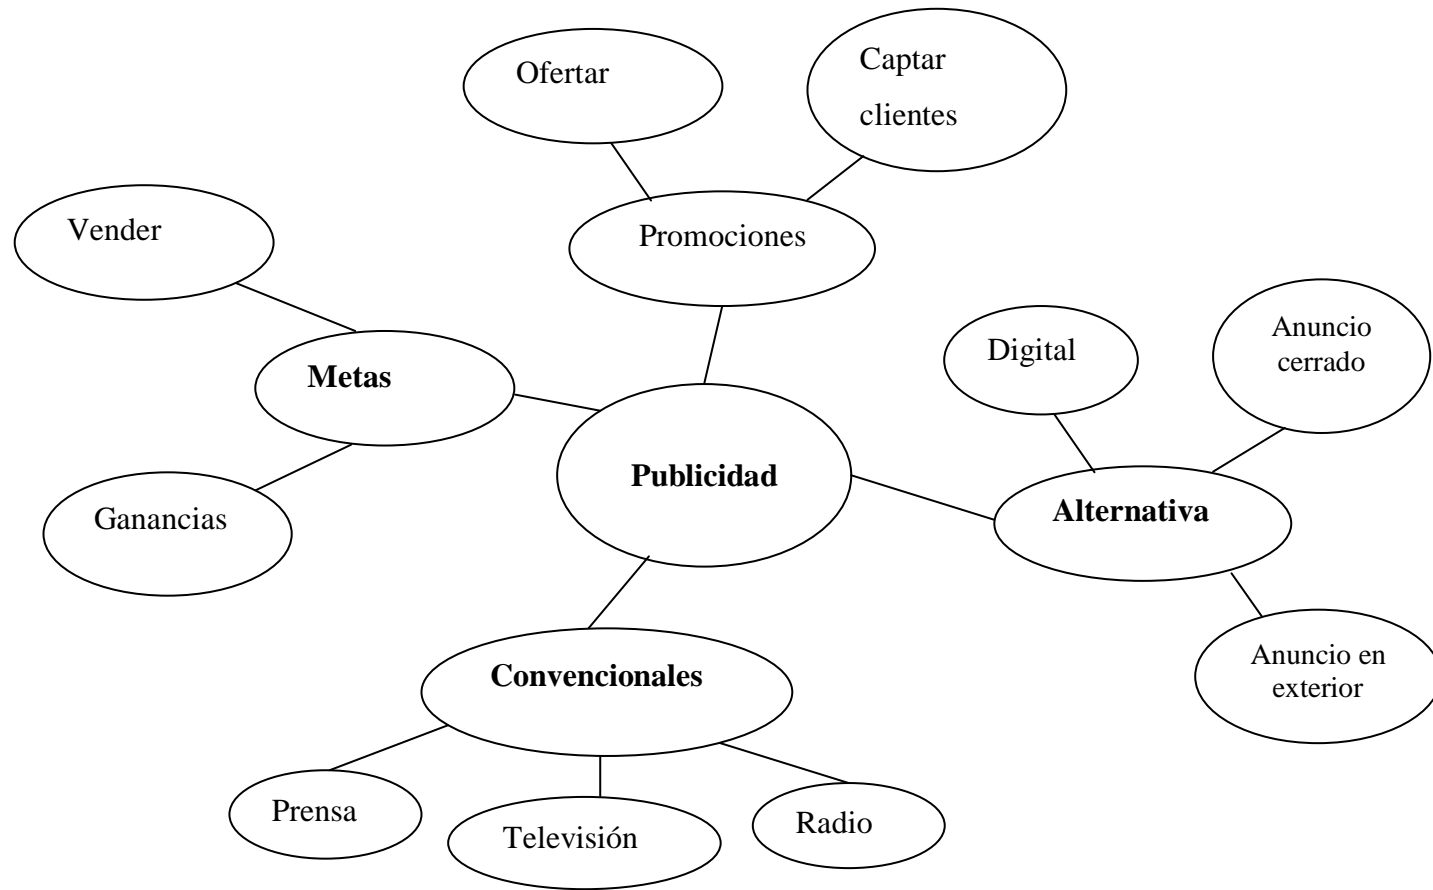 Ofertar
Captar
clientes
Vender
Promociones
Anuncio
cerrado
Digital
Metas
Publicidad
Alternativa
Ganancias
Anuncio en
exterior
Convencionales
Prensa
Televisión
Radio